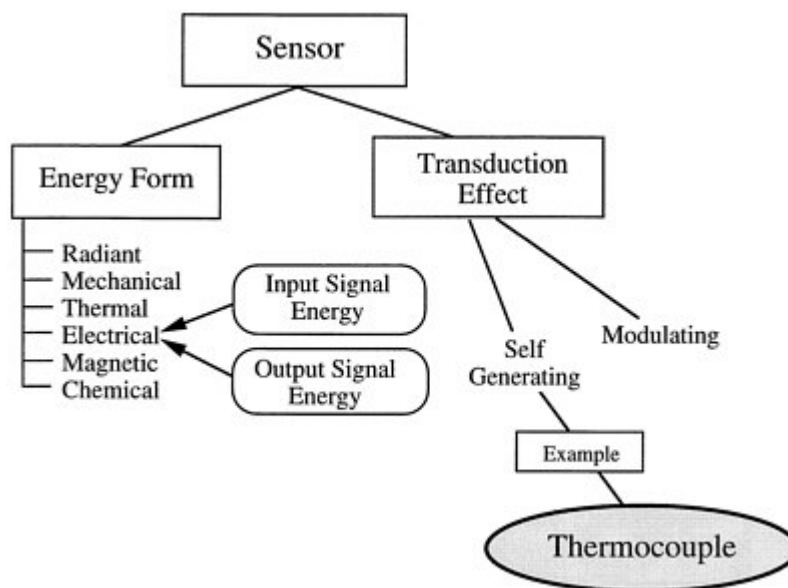 Sensor
Energy Form
Transduction
Effect
Radiant
Mechanical
Thermal
Electrical
Magnetic
Chemical
Input Signal
Energy
Output Signal
Energy
Self
Generating
Modulating
Example
Thermocouple